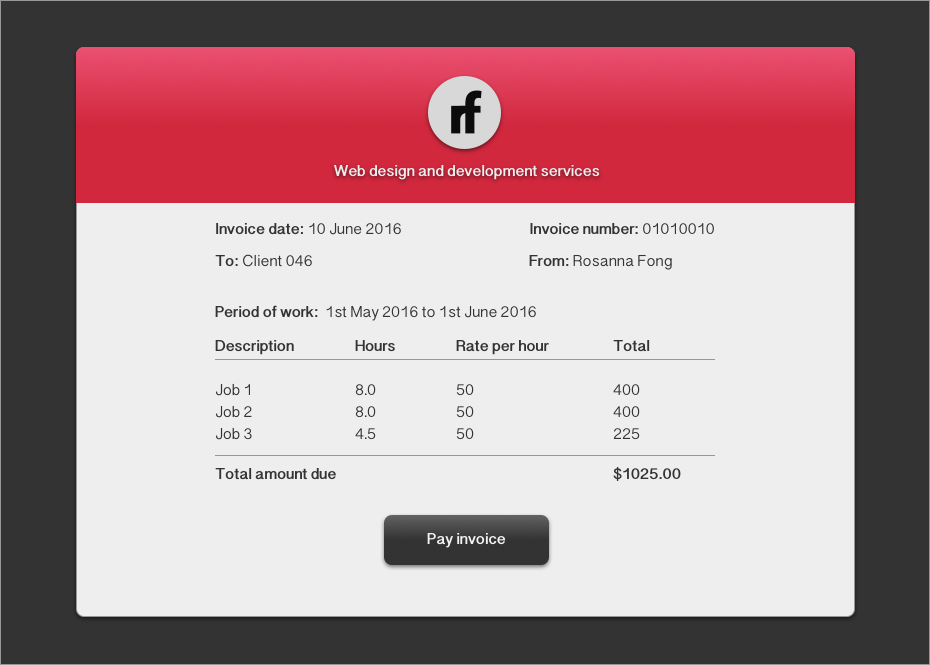 rf
Web design and development services
Invoice date: 10 June 2016 Invoice number: 01010010
To: Client 046 From: Rosanna Fong
Period of work: 1st May 2016 to 1st June 2016
Description Hours Rate per hour Total
Job 1 8.0 50 400
Job 2 8.0 50 400
Job 3 4.5 50 225
Total amount due $1025.00
Pay invoice